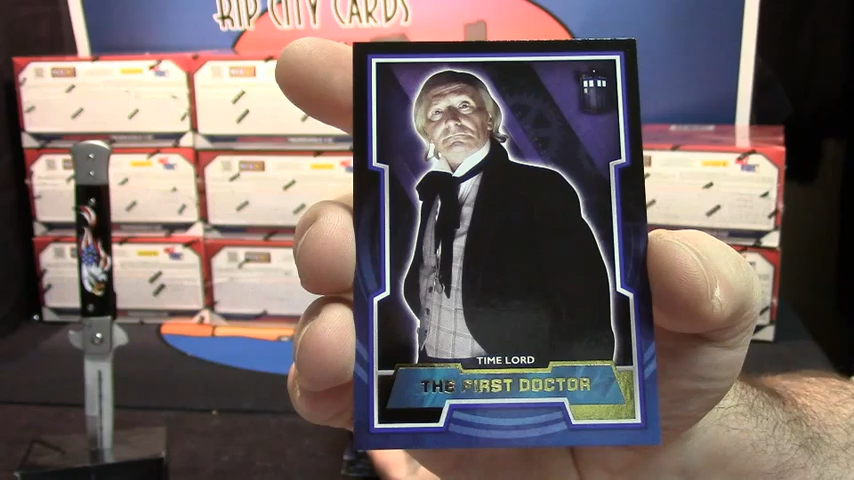 RIP CITY CARDS
TIME LORD
THE FIRST DOCTOR